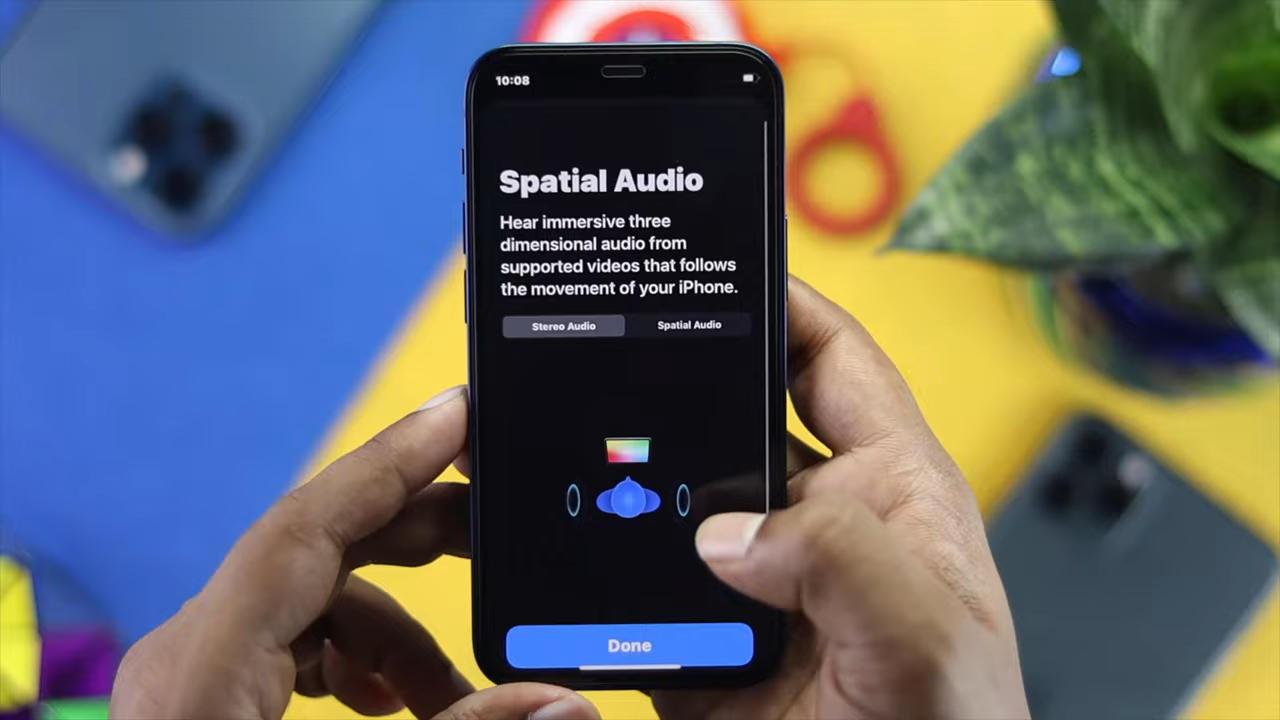 10:08
Spatial Audio
Hear immersive three
dimensional audio from
supported videos that follows
the movement of your iPhone.
Stereo Audio Spatial Audio
Done